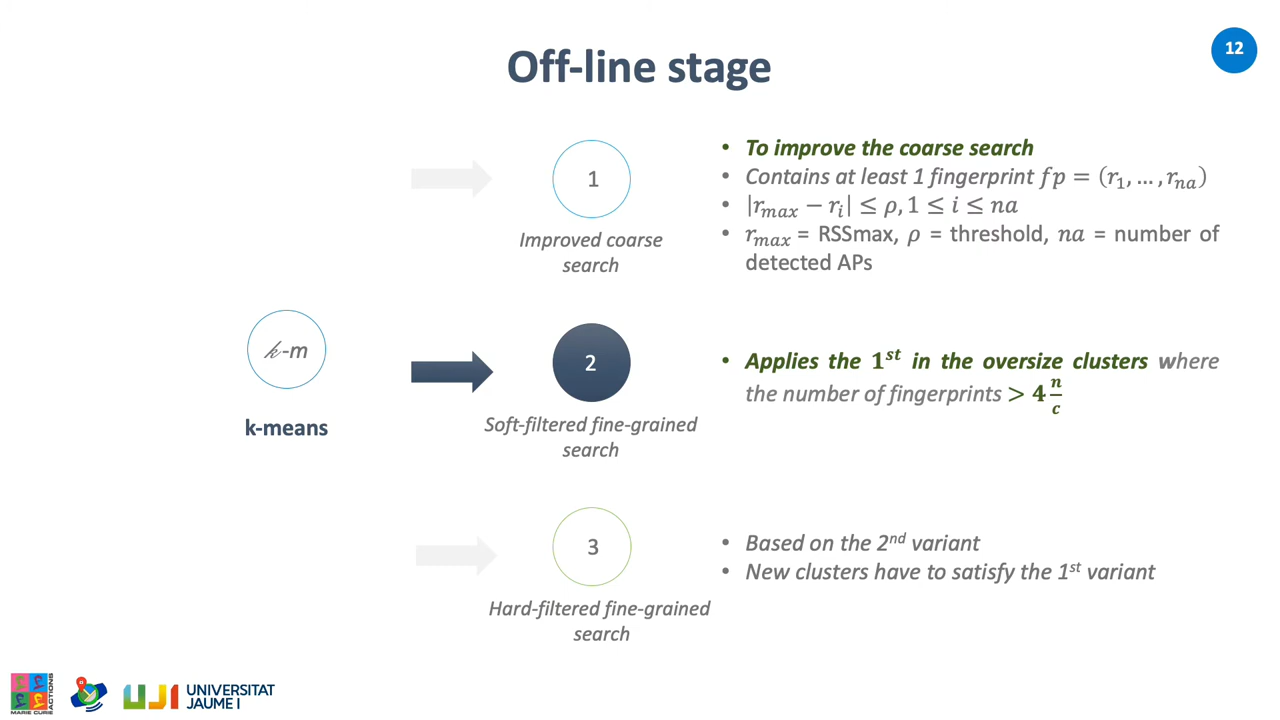 12
Off-line stage
1
Improved coarse
search
• To improve the coarse search
• Contains at least 1 fingerprint 𝑓𝑝 = (𝑟₁, … , 𝑟ₙₐ)
• |𝑟ₘₐₓ − 𝑟ᵢ| ≤ 𝜌, 1 ≤ 𝑖 ≤ 𝑛𝑎
• 𝑟ₘₐₓ = RSSmax, 𝜌 = threshold, 𝑛𝑎 = number of
detected APs
𝓀-m
k-means
2
Soft-filtered fine-grained
search
• Applies the 1ˢᵗ in the oversize clusters where
the number of fingerprints > 4 n/c
3
Hard-filtered fine-grained
search
• Based on the 2ⁿᵈ variant
• New clusters have to satisfy the 1ˢᵗ variant
MARIE CURIE
ACTIONS
UJI UNIVERSITAT
JAUME I